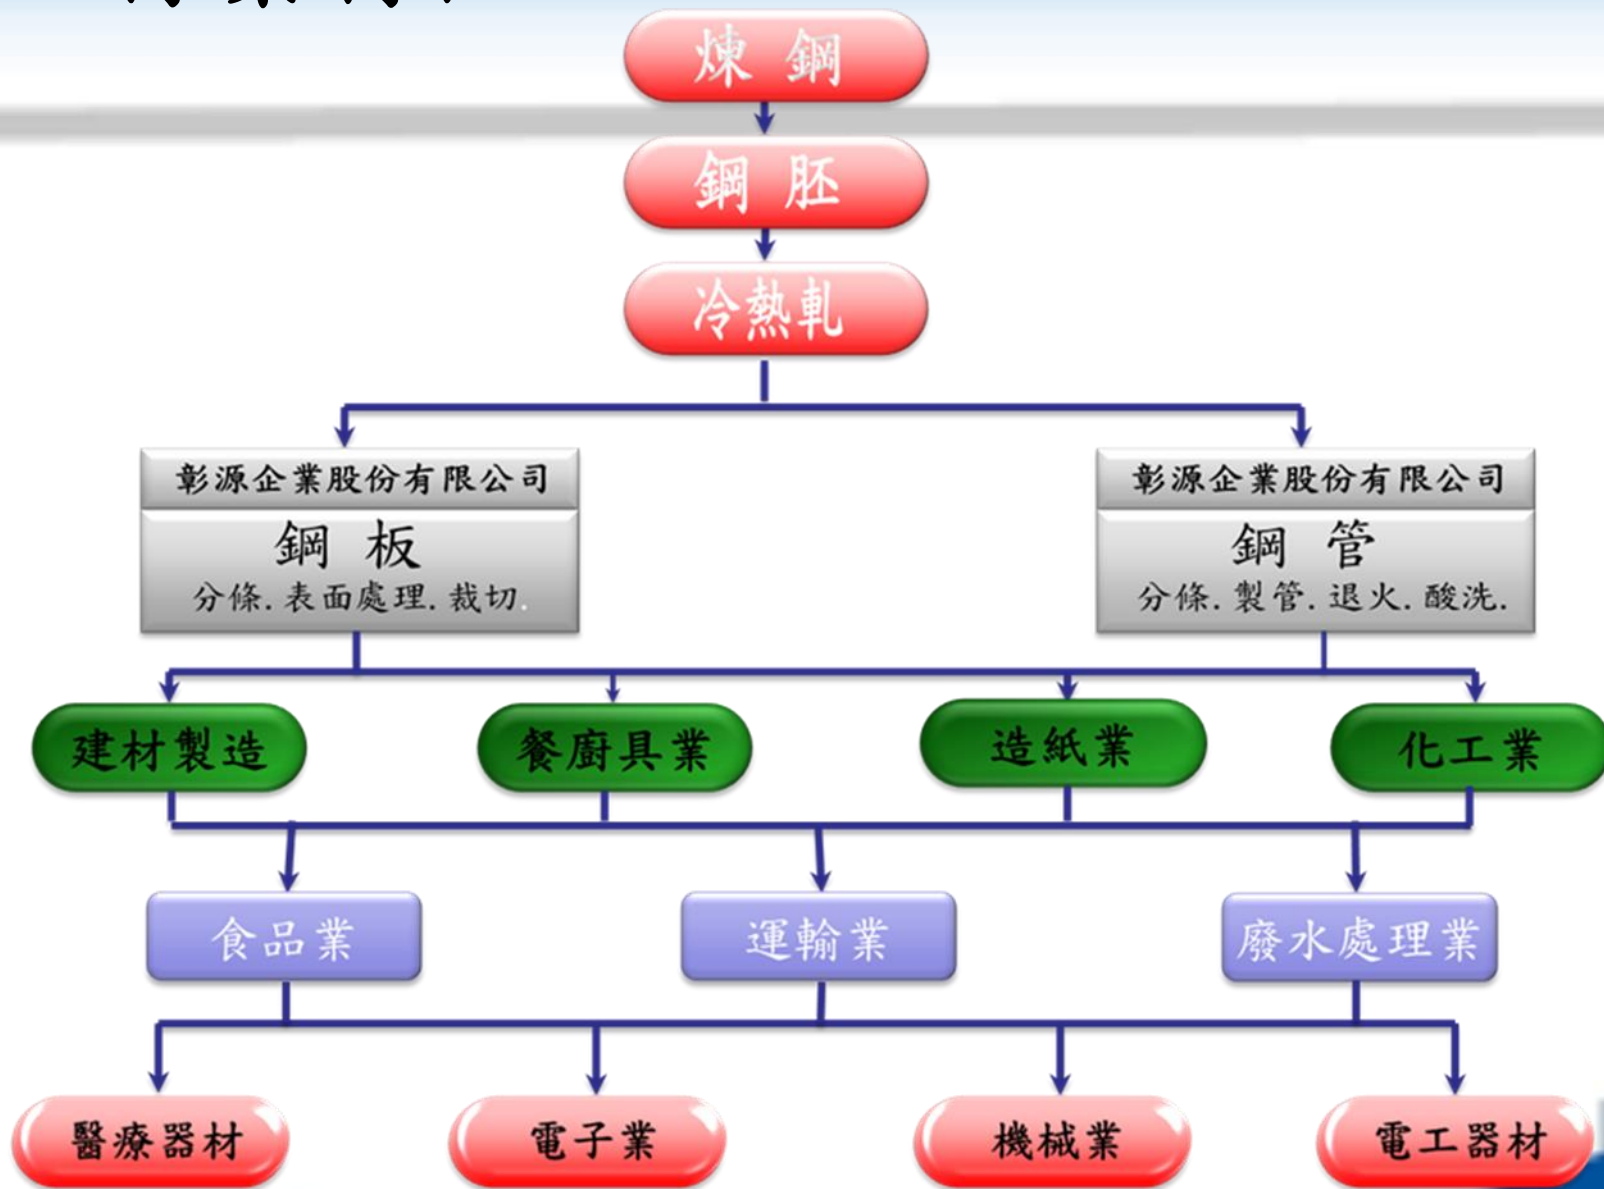 煉 鋼
鋼 胚
冷熱軋
彰源企業股份有限公司
鋼 板
分條. 表面處理. 裁切.
彰源企業股份有限公司
鋼 管
分條. 製管. 退火. 酸洗.
建材製造
餐廚具業
造紙業
化工業
食品業
運輸業
廢水處理業
醫療器材
電子業
機械業
電工器材